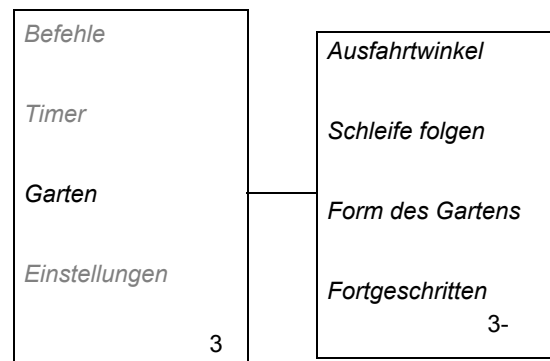 Befehle
Timer
Garten
Einstellungen
3
Ausfahrtwinkel
Schleife folgen
Form des Gartens
Fortgeschritten
3-